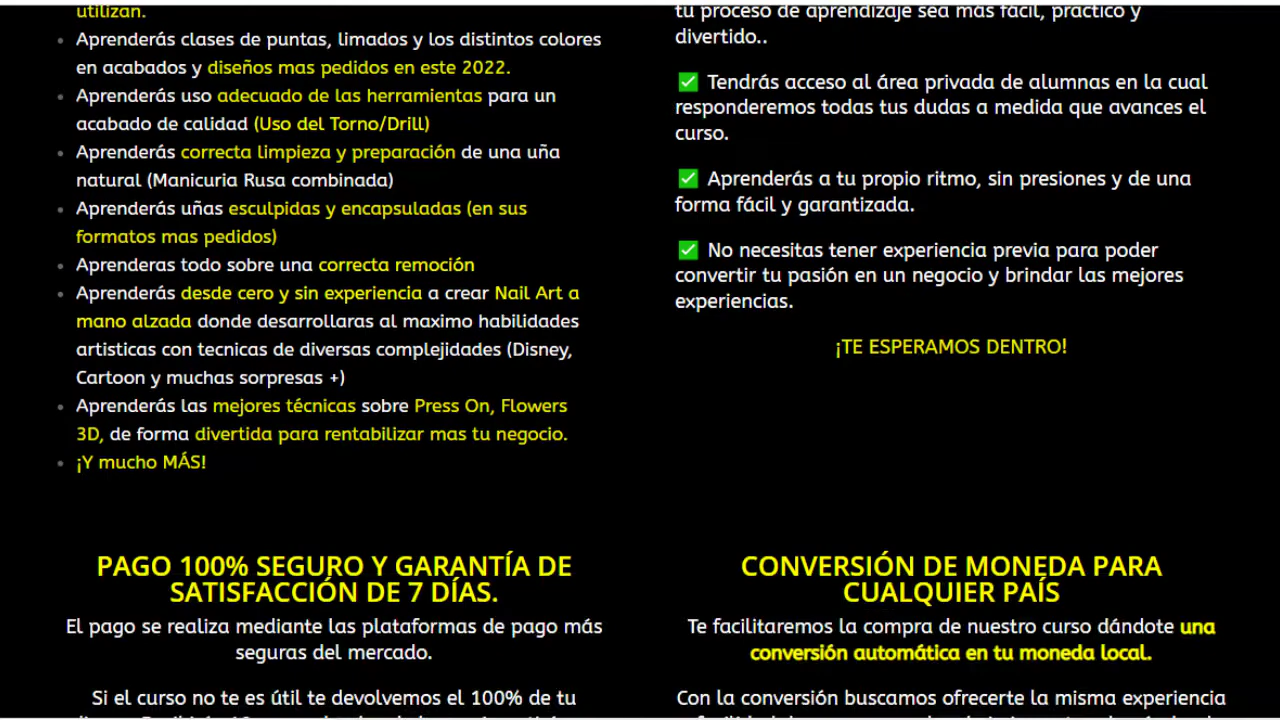 utilizan.
Aprenderás clases de puntas, limados y los distintos colores
en acabados y diseños mas pedidos en este 2022.
Aprenderás uso adecuado de las herramientas para un
acabado de calidad (Uso del Torno/Drill)
Aprenderás correcta limpieza y preparación de una uña
natural (Manicuria Rusa combinada)
Aprenderás uñas esculpidas y encapsuladas (en sus
formatos mas pedidos)
Aprenderas todo sobre una correcta remoción
Aprenderás desde cero y sin experiencia a crear Nail Art a
mano alzada donde desarrollaras al maximo habilidades
artisticas con tecnicas de diversas complejidades (Disney,
Cartoon y muchas sorpresas +)
Aprenderás las mejores técnicas sobre Press On, Flowers
3D, de forma divertida para rentabilizar mas tu negocio.
¡Y mucho MÁS!
tu proceso de aprendizaje sea más fácil, práctico y
divertido..
✅ Tendrás acceso al área privada de alumnas en la cual
responderemos todas tus dudas a medida que avances el
curso.
✅ Aprenderás a tu propio ritmo, sin presiones y de una
forma fácil y garantizada.
✅ No necesitas tener experiencia previa para poder
convertir tu pasión en un negocio y brindar las mejores
experiencias.
¡TE ESPERAMOS DENTRO!
PAGO 100% SEGURO Y GARANTÍA DE
SATISFACCIÓN DE 7 DÍAS.
El pago se realiza mediante las plataformas de pago más
seguras del mercado.
Si el curso no te es útil te devolvemos el 100% de tu
CONVERSIÓN DE MONEDA PARA
CUALQUIER PAÍS
Te facilitaremos la compra de nuestro curso dándote una
conversión automática en tu moneda local.
Con la conversión buscamos ofrecerte la misma experiencia